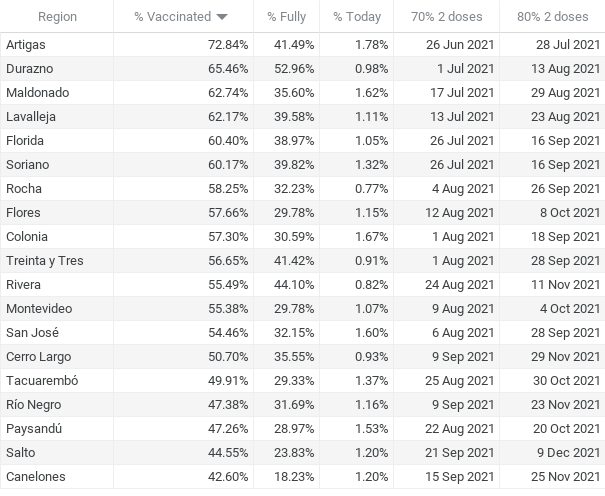 Region % Vaccinated % Fully % Today 70% 2 doses 80% 2 doses
Artigas 72.84% 41.49% 1.78% 26 Jun 2021 28 Jul 2021
Durazno 65.46% 52.96% 0.98% 1 Jul 2021 13 Aug 2021
Maldonado 62.74% 35.60% 1.62% 17 Jul 2021 29 Aug 2021
Lavalleja 62.17% 39.58% 1.11% 13 Jul 2021 23 Aug 2021
Florida 60.40% 38.97% 1.05% 26 Jul 2021 16 Sep 2021
Soriano 60.17% 39.82% 1.32% 26 Jul 2021 16 Sep 2021
Rocha 58.25% 32.23% 0.77% 4 Aug 2021 26 Sep 2021
Flores 57.66% 29.78% 1.15% 12 Aug 2021 8 Oct 2021
Colonia 57.30% 30.59% 1.67% 1 Aug 2021 18 Sep 2021
Treinta y Tres 56.65% 41.42% 0.91% 1 Aug 2021 28 Sep 2021
Rivera 55.49% 44.10% 0.82% 24 Aug 2021 11 Nov 2021
Montevideo 55.38% 29.78% 1.07% 9 Aug 2021 4 Oct 2021
San José 54.46% 32.15% 1.60% 6 Aug 2021 28 Sep 2021
Cerro Largo 50.70% 35.55% 0.93% 9 Sep 2021 29 Nov 2021
Tacuarembó 49.91% 29.33% 1.37% 25 Aug 2021 30 Oct 2021
Río Negro 47.38% 31.69% 1.16% 9 Sep 2021 23 Nov 2021
Paysandú 47.26% 28.97% 1.53% 22 Aug 2021 20 Oct 2021
Salto 44.55% 23.83% 1.20% 21 Sep 2021 9 Dec 2021
Canelones 42.60% 18.23% 1.20% 15 Sep 2021 25 Nov 2021